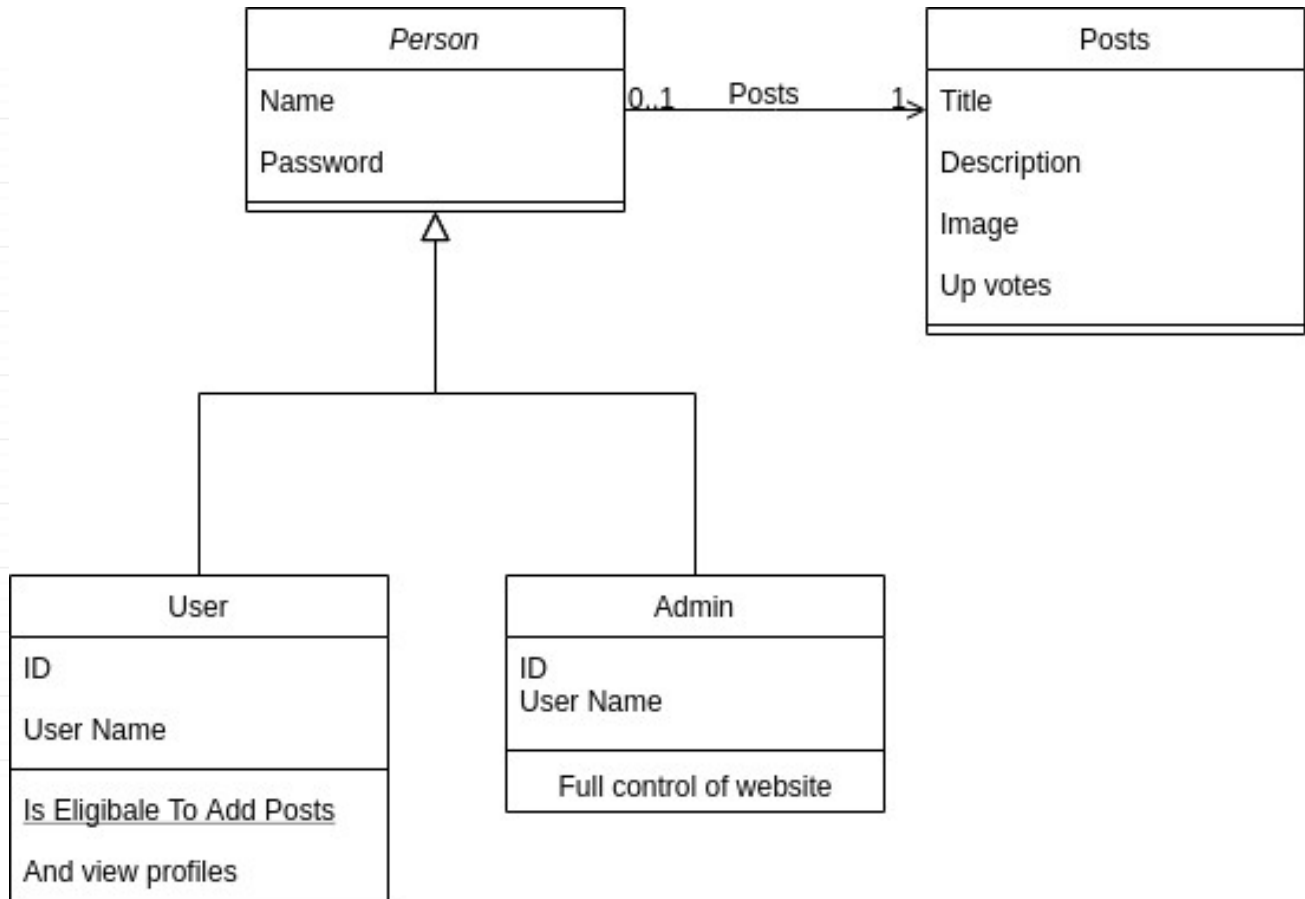 Person
Name
Password
0..1
Posts
1
Posts
Title
Description
Image
Up votes
User
ID
User Name
Is Eligibale To Add Posts
And view profiles
Admin
ID
User Name
Full control of website